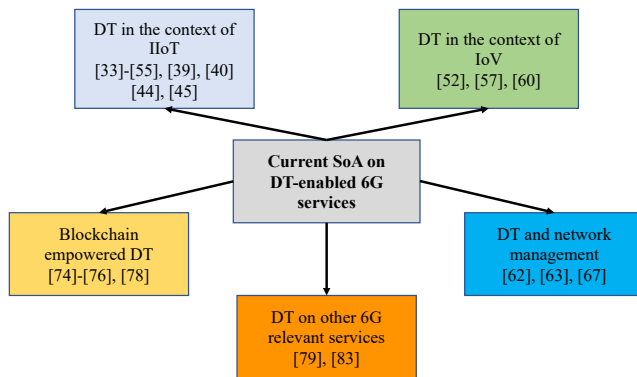 DT in the context of
IIoT
[33]-[55], [39], [40]
[44], [45]
DT in the context of
IoV
[52], [57], [60]
Current SoA on
DT-enabled 6G
services
Blockchain
empowered DT
[74]-[76], [78]
DT and network
management
[62], [63], [67]
DT on other 6G
relevant services
[79], [83]